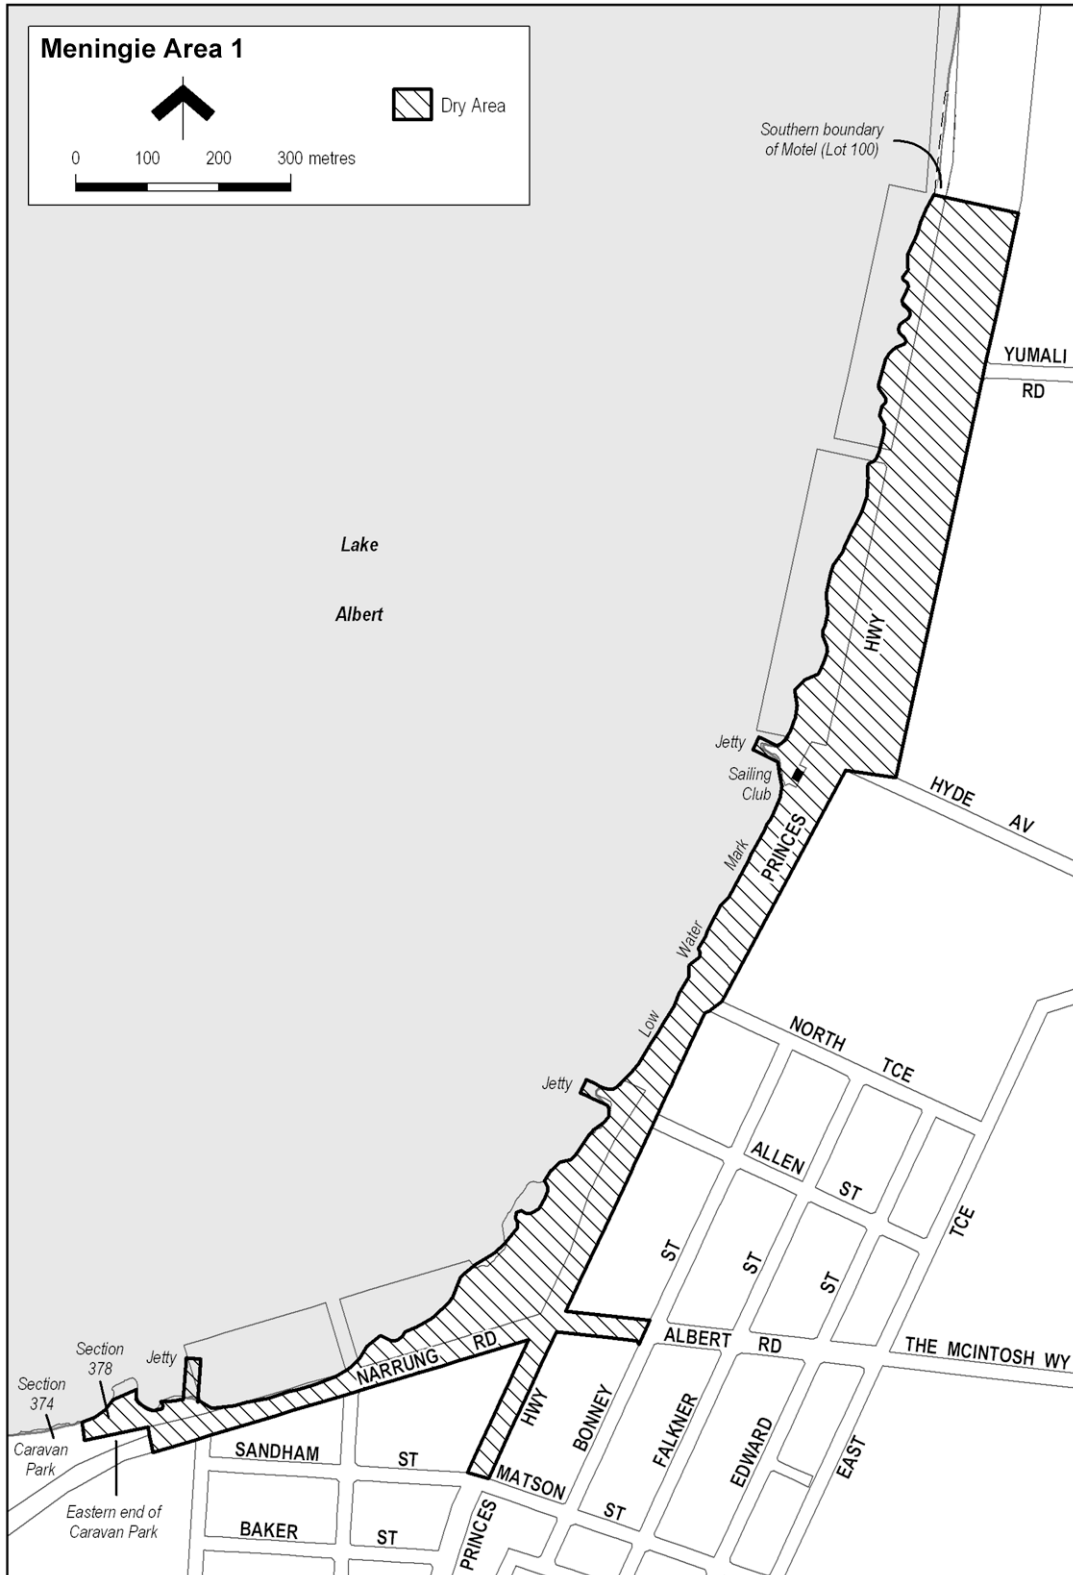 Meningie Area 1
Dry Area
0 100 200 300 metres
Southern boundary
of Motel (Lot 100)
YUMALI
RD
Lake
Albert
HWY
Jetty
Sailing
Club
HYDE AV
PRINCES
Mark
Water
Low
NORTH TCE
Jetty
ALLEN ST
TCE
ST
ST
ST
ALBERT RD
THE MCINTOSH WY
NARRUNG RD
Section
378
Jetty
Section
374
Caravan
Park
HWY
BONNEY
FALKNER
EDWARD
EAST
SANDHAM ST
MATSON ST
Eastern end of
Caravan Park
BAKER ST
PRINCES